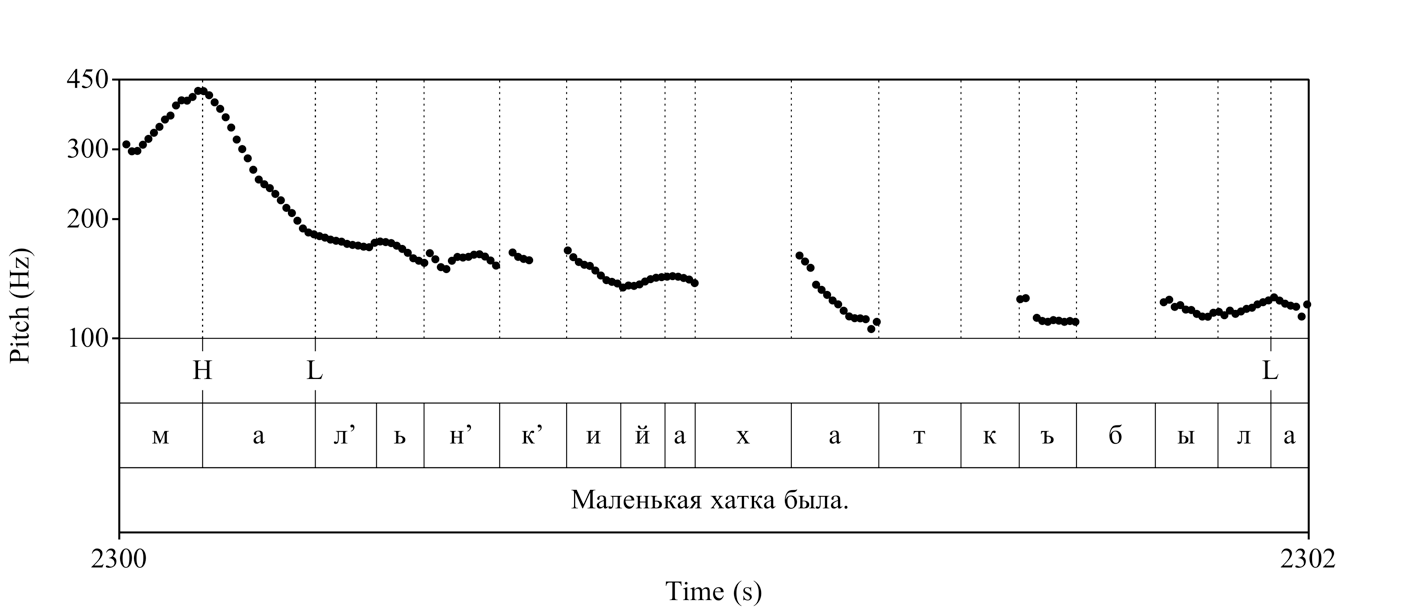 450
300
200
100
Pitch (Hz)
H L L
м а л’ ь н’ к’ и й а х а т к ъ б ы л а
Маленькая хатка была.
2300 2302
Time (s)